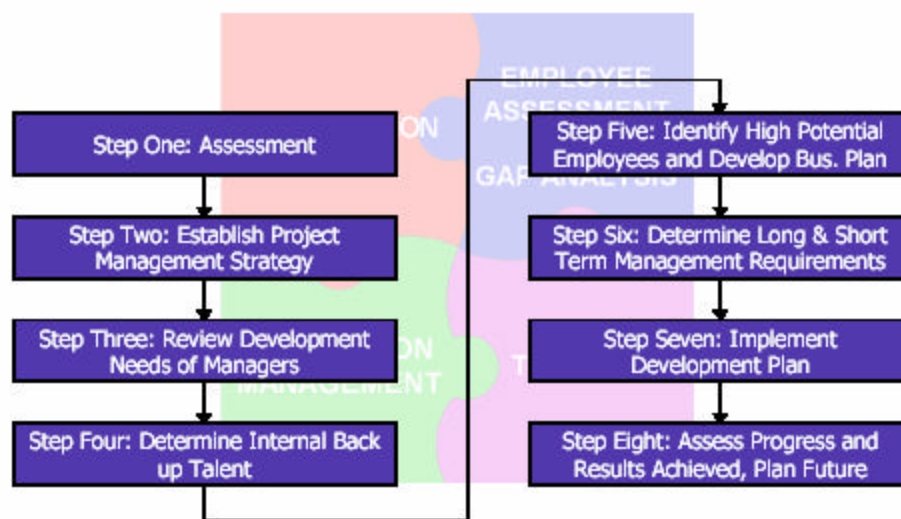 Step One: Assessment
Step Two: Establish Project
Management Strategy
Step Three: Review Development
Needs of Managers
Step Four: Determine Internal Back
up Talent
EMPLOYEE
ASSESSMENT
GAP ANALYSIS
MANAGEMENT
Step Five: Identify High Potential
Employees and Develop Bus. Plan
Step Six: Determine Long & Short
Term Management Requirements
Step Seven: Implement
Development Plan
Step Eight: Assess Progress and
Results Achieved, Plan Future